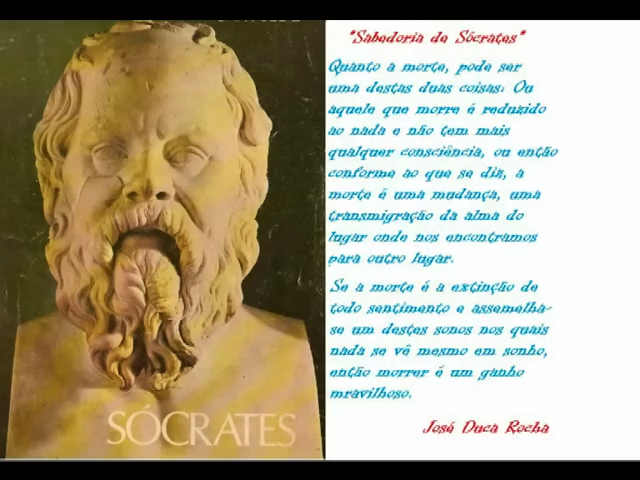 "Sabedoria de Sócrates"
Quanto a morte, pode ser
uma destas duas coisas: Ou
aquele que morre é reduzido
ao nada e não tem mais
qualquer consciência, ou então
conforme ao que se diz, a
morte é uma mudança, uma
transmigração da alma do
lugar onde nos encontramos
para outro lugar.
Se a morte é a extinção de
todo sentimento e assemelha-
se um destes sonos nos quais
nada se vê mesmo em sonho,
então morrer é um ganho
mravilhoso.
José Duca Rocha
SÓCRATES